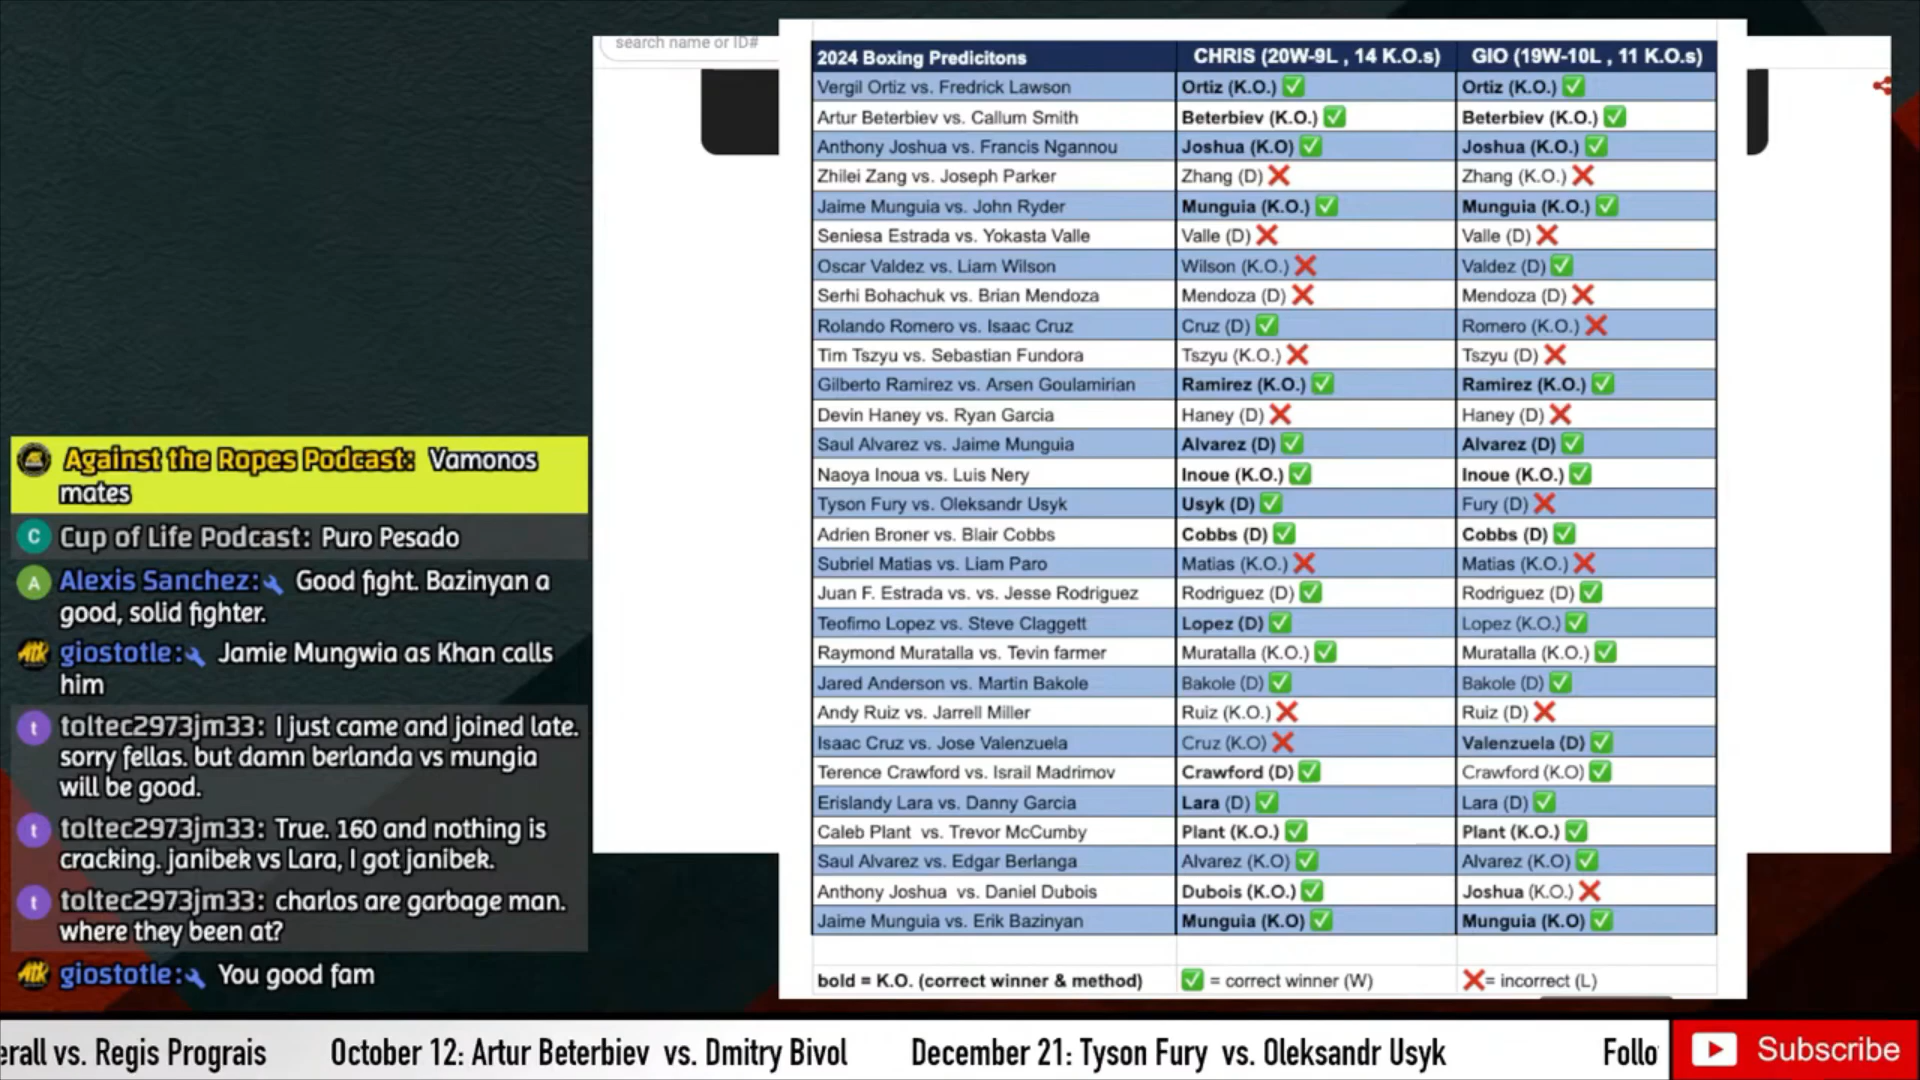 search name or ID#
2024 Boxing Predicitons CHRIS (20W-9L , 14 K.O.s) GIO (19W-10L , 11 K.O.s)
Vergil Ortiz vs. Fredrick Lawson Ortiz (K.O.) ✅ Ortiz (K.O.) ✅
Artur Beterbiev vs. Callum Smith Beterbiev (K.O.) ✅ Beterbiev (K.O.) ✅
Anthony Joshua vs. Francis Ngannou Joshua (K.O) ✅ Joshua (K.O.) ✅
Zhilei Zang vs. Joseph Parker Zhang (D) ❌ Zhang (K.O.) ❌
Jaime Munguia vs. John Ryder Munguia (K.O.) ✅ Munguia (K.O.) ✅
Seniesa Estrada vs. Yokasta Valle Valle (D) ❌ Valle (D) ❌
Oscar Valdez vs. Liam Wilson Wilson (K.O.) ❌ Valdez (D) ✅
Serhi Bohachuk vs. Brian Mendoza Mendoza (D) ❌ Mendoza (D) ❌
Rolando Romero vs. Isaac Cruz Cruz (D) ✅ Romero (K.O.) ❌
Tim Tszyu vs. Sebastian Fundora Tszyu (K.O.) ❌ Tszyu (D) ❌
Gilberto Ramirez vs. Arsen Goulamirian Ramirez (K.O.) ✅ Ramirez (K.O.) ✅
Devin Haney vs. Ryan Garcia Haney (D) ❌ Haney (D) ❌
Saul Alvarez vs. Jaime Munguia Alvarez (D) ✅ Alvarez (D) ✅
Naoya Inoua vs. Luis Nery Inoue (K.O.) ✅ Inoue (K.O.) ✅
Tyson Fury vs. Oleksandr Usyk Usyk (D) ✅ Fury (D) ❌
Adrien Broner vs. Blair Cobbs Cobbs (D) ✅ Cobbs (D) ✅
Subriel Matias vs. Liam Paro Matias (K.O.) ❌ Matias (K.O.) ❌
Juan F. Estrada vs. vs. Jesse Rodriguez Rodriguez (D) ✅ Rodriguez (D) ✅
Teofimo Lopez vs. Steve Claggett Lopez (D) ✅ Lopez (K.O.) ✅
Raymond Muratalla vs. Tevin farmer Muratalla (K.O.) ✅ Muratalla (K.O.) ✅
Jared Anderson vs. Martin Bakole Bakole (D) ✅ Bakole (D) ✅
Andy Ruiz vs. Jarrell Miller Ruiz (K.O.) ❌ Ruiz (D) ❌
Isaac Cruz vs. Jose Valenzuela Cruz (K.O) ❌ Valenzuela (D) ✅
Terence Crawford vs. Israil Madrimov Crawford (D) ✅ Crawford (K.O) ✅
Erislandy Lara vs. Danny Garcia Lara (D) ✅ Lara (D) ✅
Caleb Plant vs. Trevor McCumby Plant (K.O.) ✅ Plant (K.O.) ✅
Saul Alvarez vs. Edgar Berlanga Alvarez (K.O) ✅ Alvarez (K.O) ✅
Anthony Joshua vs. Daniel Dubois Dubois (K.O.) ✅ Joshua (K.O.) ❌
Jaime Munguia vs. Erik Bazinyan Munguia (K.O) ✅ Munguia (K.O) ✅
bold = K.O. (correct winner & method) ✅ = correct winner (W) ❌= incorrect (L)
Against the Ropes Podcast: Vamonos
mates
C Cup of Life Podcast: Puro Pesado
A Alexis Sanchez: Good fight. Bazinyan a
good, solid fighter.
giostotle: Jamie Mungwia as Khan calls
him
t toltec2973jm33: I just came and joined late.
sorry fellas. but damn berlanda vs mungia
will be good.
t toltec2973jm33: True. 160 and nothing is
cracking. janibek vs Lara, I got janibek.
t toltec2973jm33: charlos are garbage man.
where they been at?
giostotle: You good fam
erall vs. Regis Prograis October 12: Artur Beterbiev vs. Dmitry Bivol December 21: Tyson Fury vs. Oleksandr Usyk Follo
Subscribe